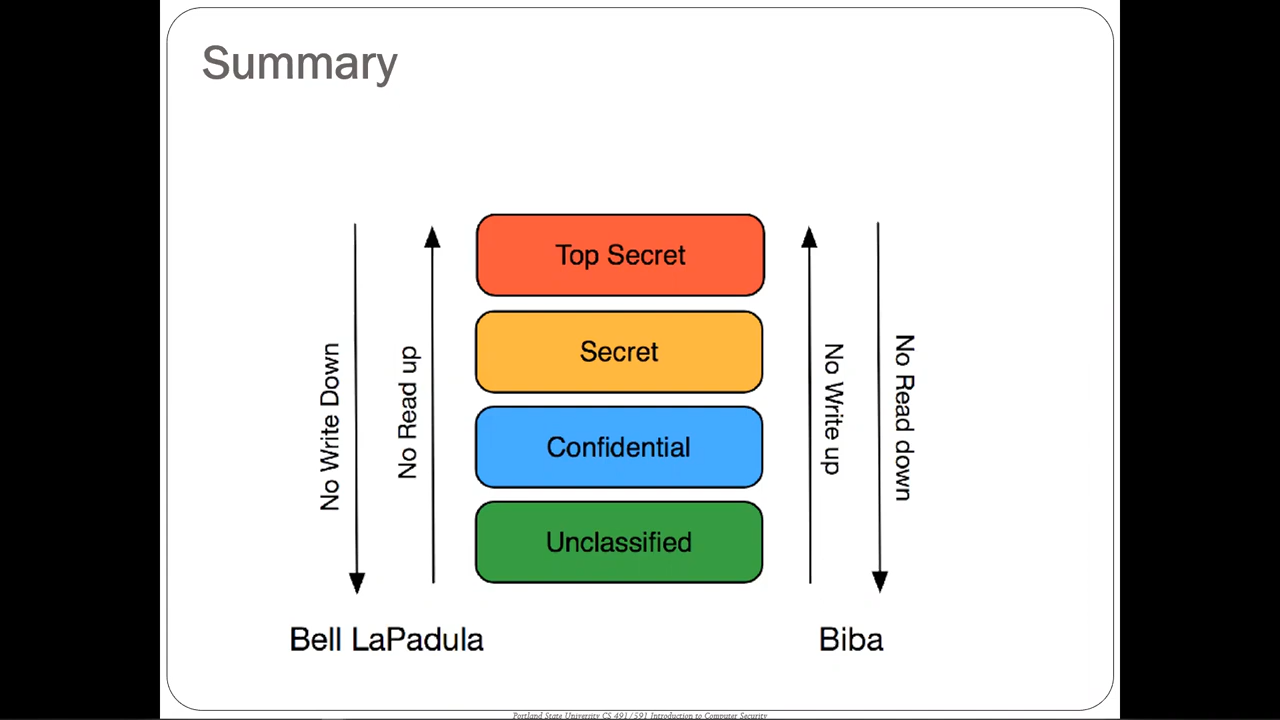 Summary
Top Secret
Secret
Confidential
Unclassified
No Write Down
No Read up
No Write up
No Read down
Bell LaPadula
Biba
Portland State University CS 491/591 Introduction to Computer Security